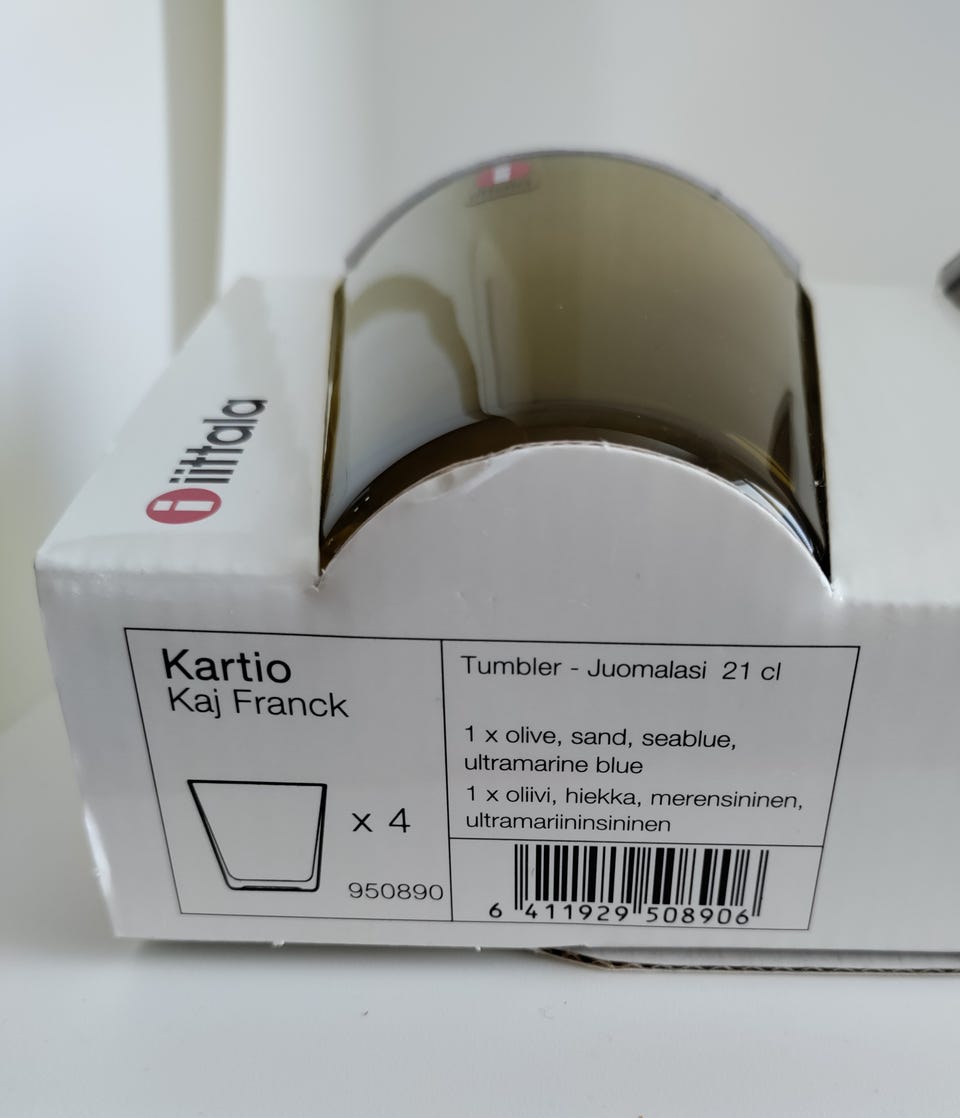 iittala
Kartio
Kaj Franck
x 4
950890
Tumbler - Juomalasi 21 cl
1 x olive, sand, seablue,
ultramarine blue
1 x oliivi, hiekka, merensininen,
ultramariininsininen
6 411929 508906